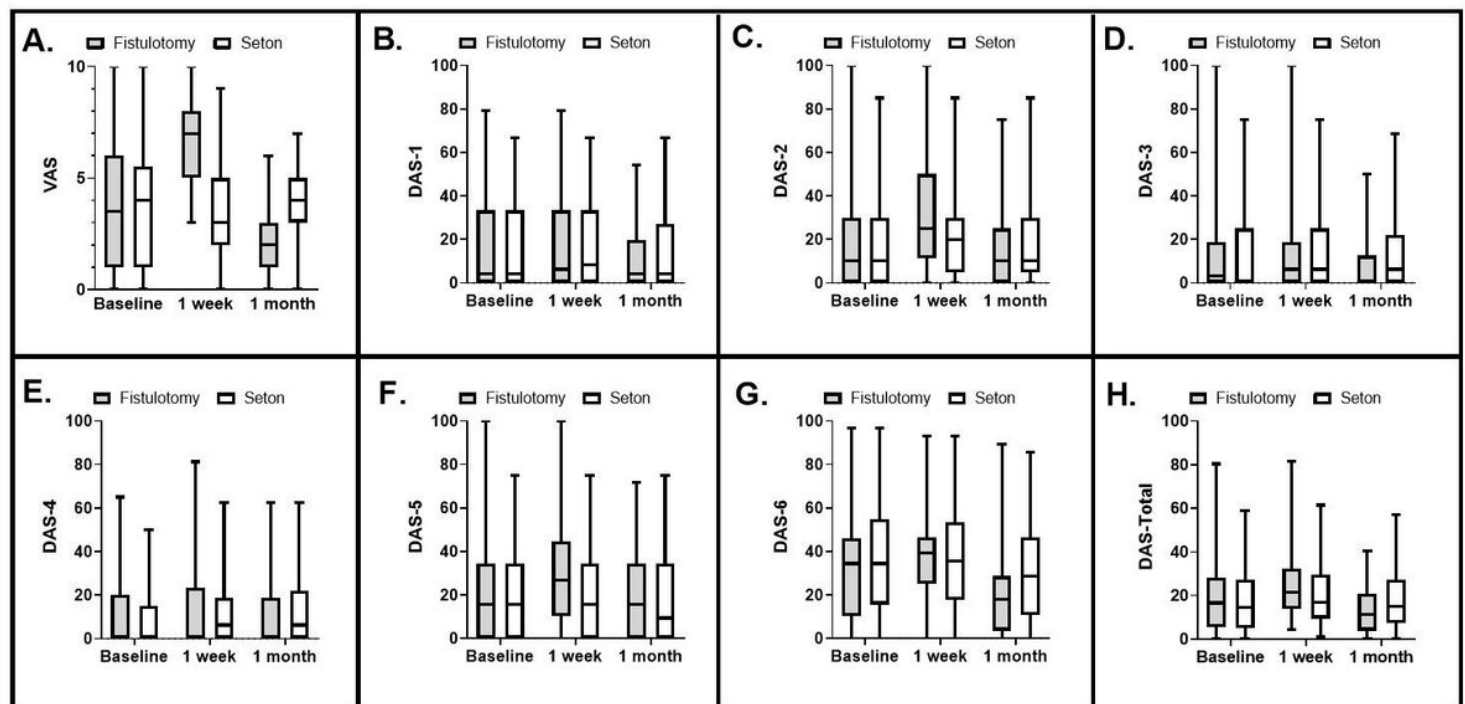 A.
Fistulotomy Seton
10
5
0
VAS
Baseline 1 week 1 month
B.
Fistulotomy Seton
100
80
60
40
20
0
DAS-1
Baseline 1 week 1 month
C.
Fistulotomy Seton
100
80
60
40
20
0
DAS-2
Baseline 1 week 1 month
D.
Fistulotomy Seton
100
80
60
40
20
0
DAS-3
Baseline 1 week 1 month
E.
Fistulotomy Seton
100
80
60
40
20
0
DAS-4
Baseline 1 week 1 month
F.
Fistulotomy Seton
100
80
60
40
20
0
DAS-5
Baseline 1 week 1 month
G.
Fistulotomy Seton
100
80
60
40
20
0
DAS-6
Baseline 1 week 1 month
H.
Fistulotomy Seton
100
80
60
40
20
0
DAS-Total
Baseline 1 week 1 month